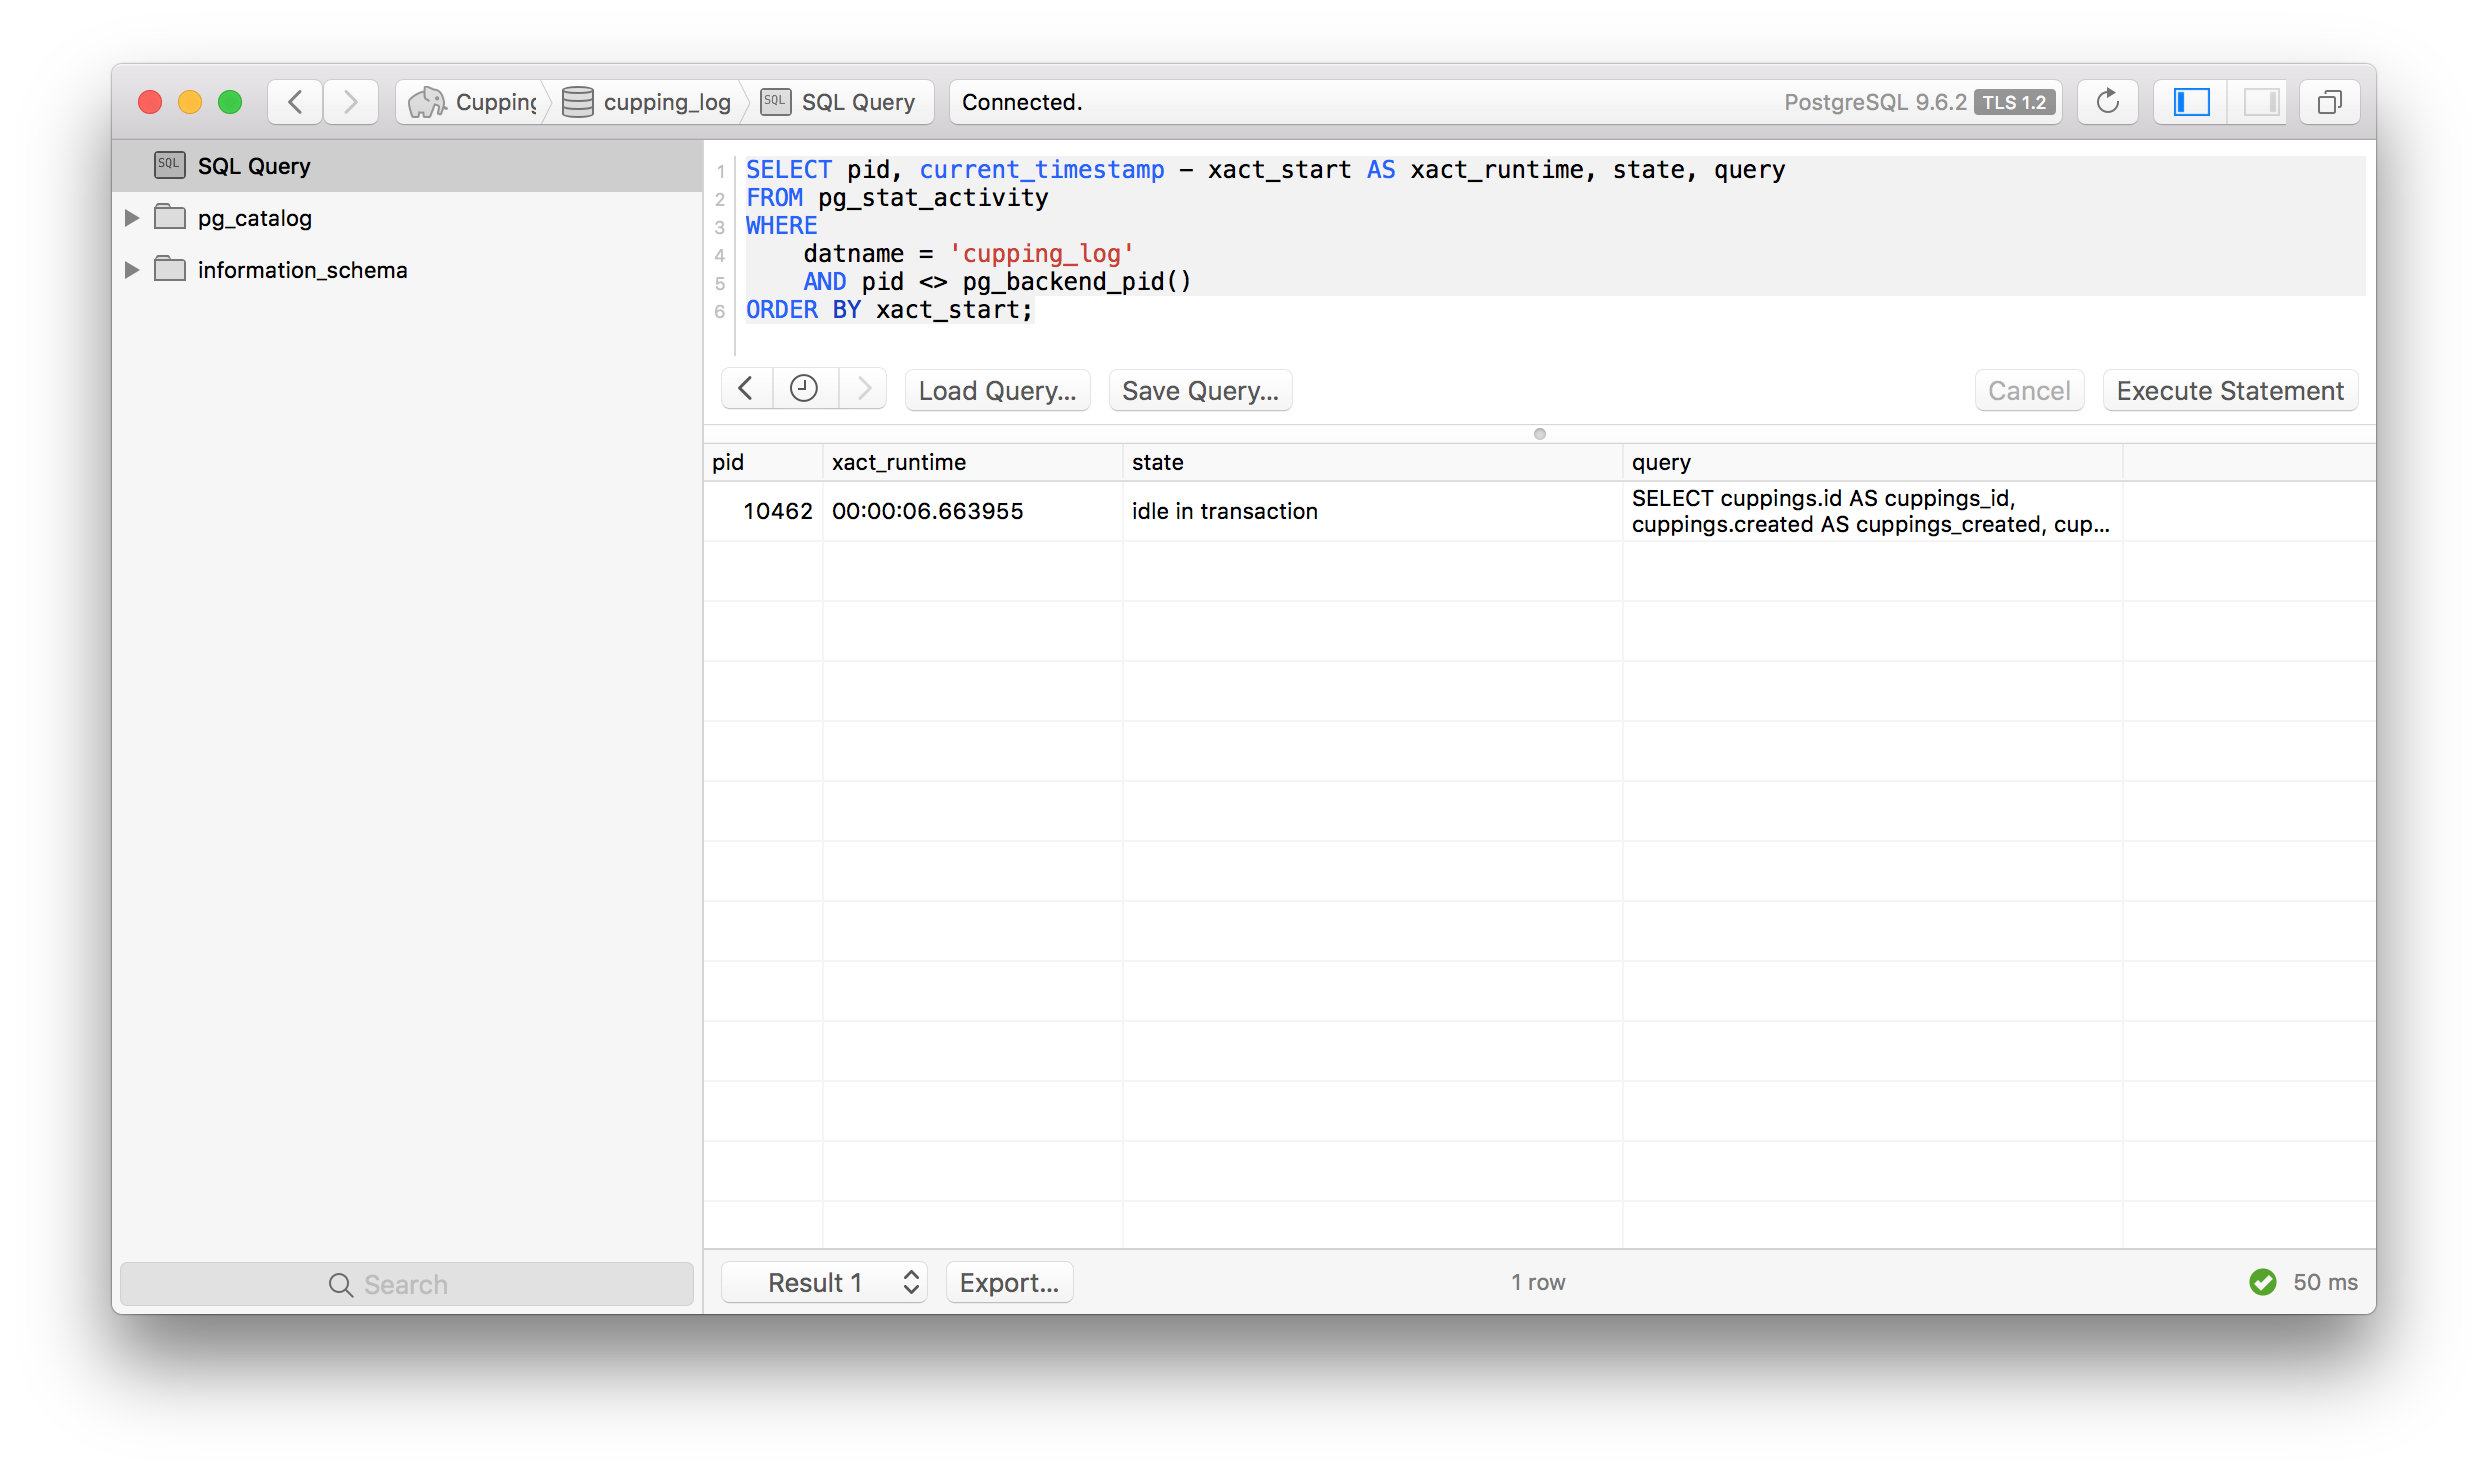 Cupping cupping_log SQL SQL Query Connected. PostgreSQL 9.6.2 TLS 1.2
SQL SQL Query
pg_catalog
information_schema
1 SELECT pid, current_timestamp - xact_start AS xact_runtime, state, query
2 FROM pg_stat_activity
3 WHERE
4 datname = 'cupping_log'
5 AND pid <> pg_backend_pid()
6 ORDER BY xact_start;
Load Query... Save Query... Cancel Execute Statement
pid xact_runtime state query
10462 00:00:06.663955 idle in transaction SELECT cuppings.id AS cuppings_id,
cuppings.created AS cuppings_created, cup...
Search
Result 1 Export... 1 row 50 ms